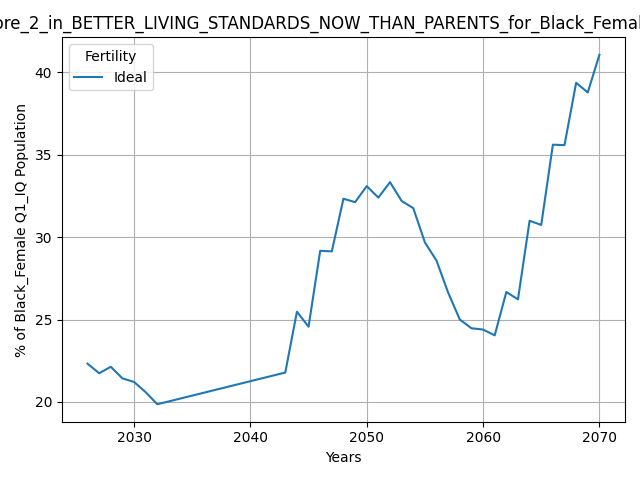 ore_2_in_BETTER_LIVING_STANDARDS_NOW_THAN_PARENTS_for_Black_Femal
Fertility
Ideal
% of Black_Female Q1_IQ Population
40
35
30
25
20
2030 2040 2050 2060 2070
Years